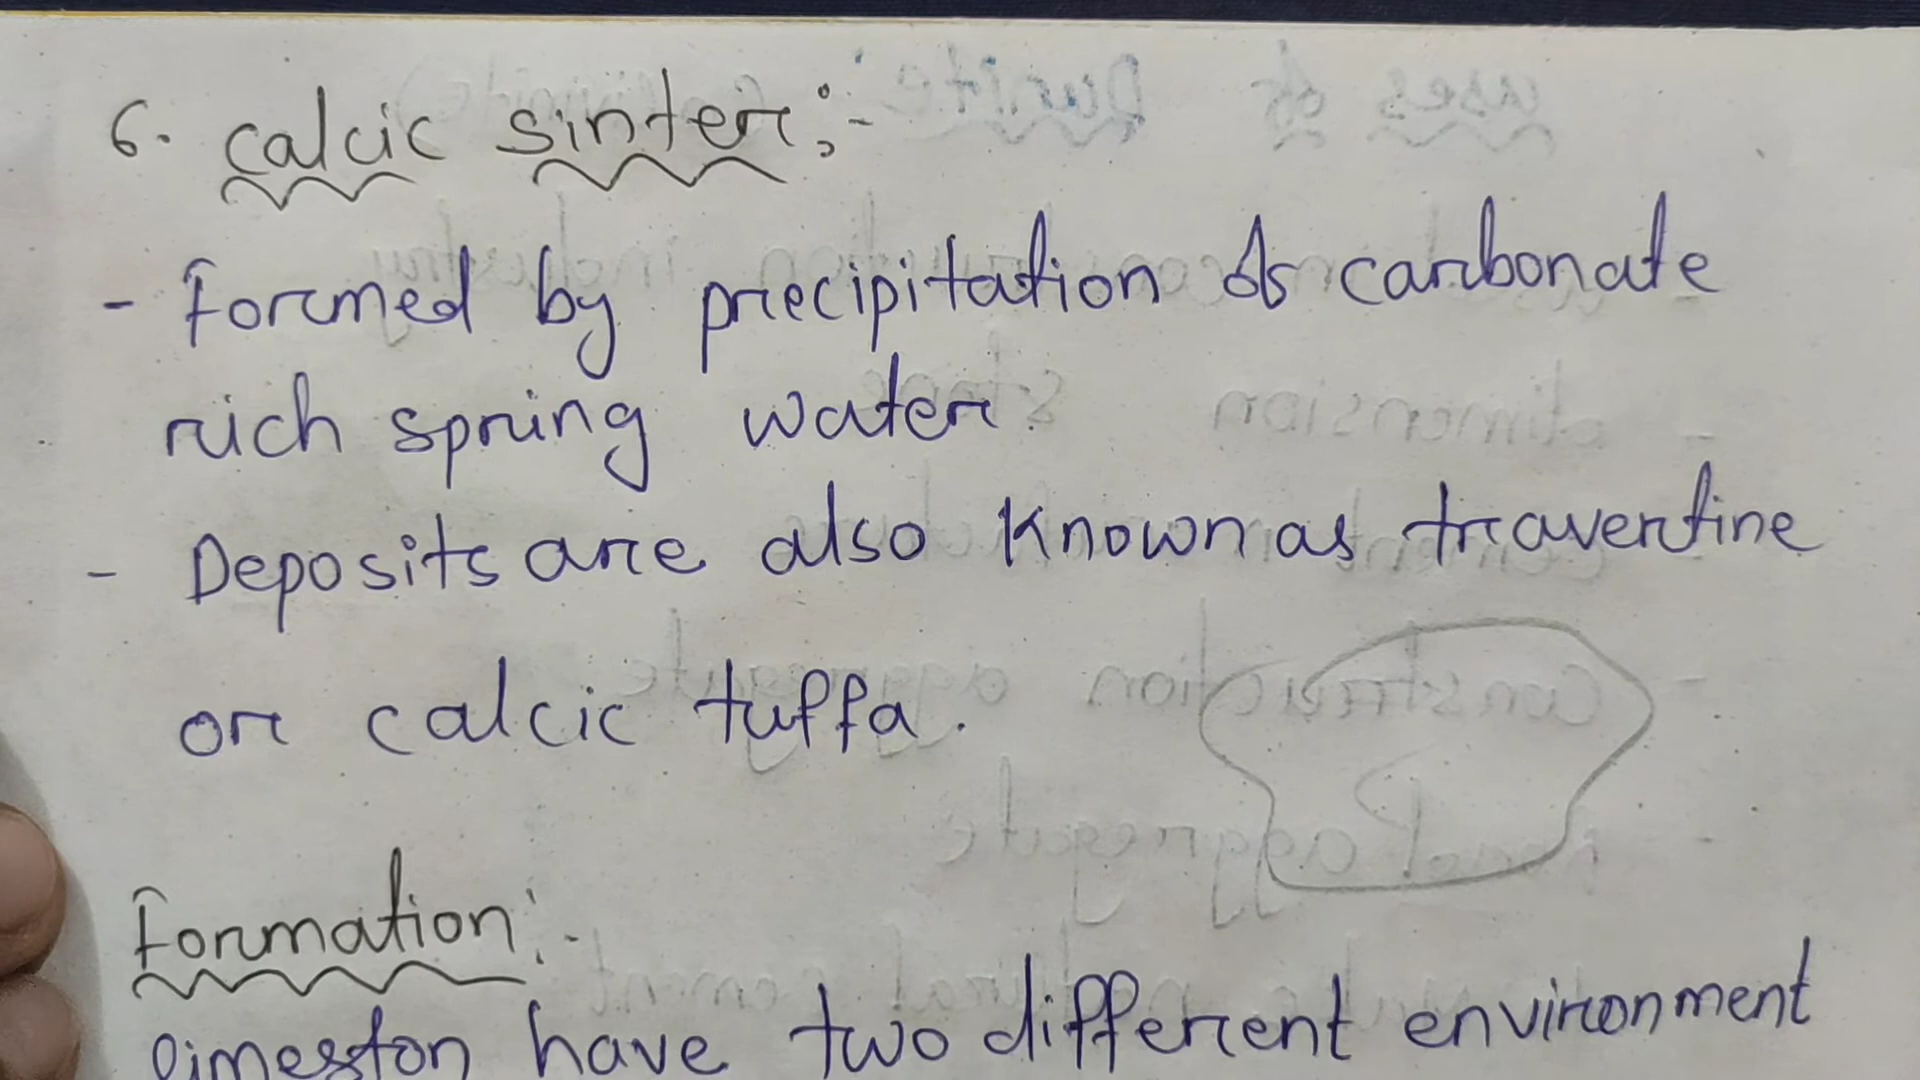 6. calcic sinter:-
- Formed by precipitation of carbonate
rich spring water.
- Deposits are also known as travertine
or calcic tuffa.
Formation:-
limeston have two different environment